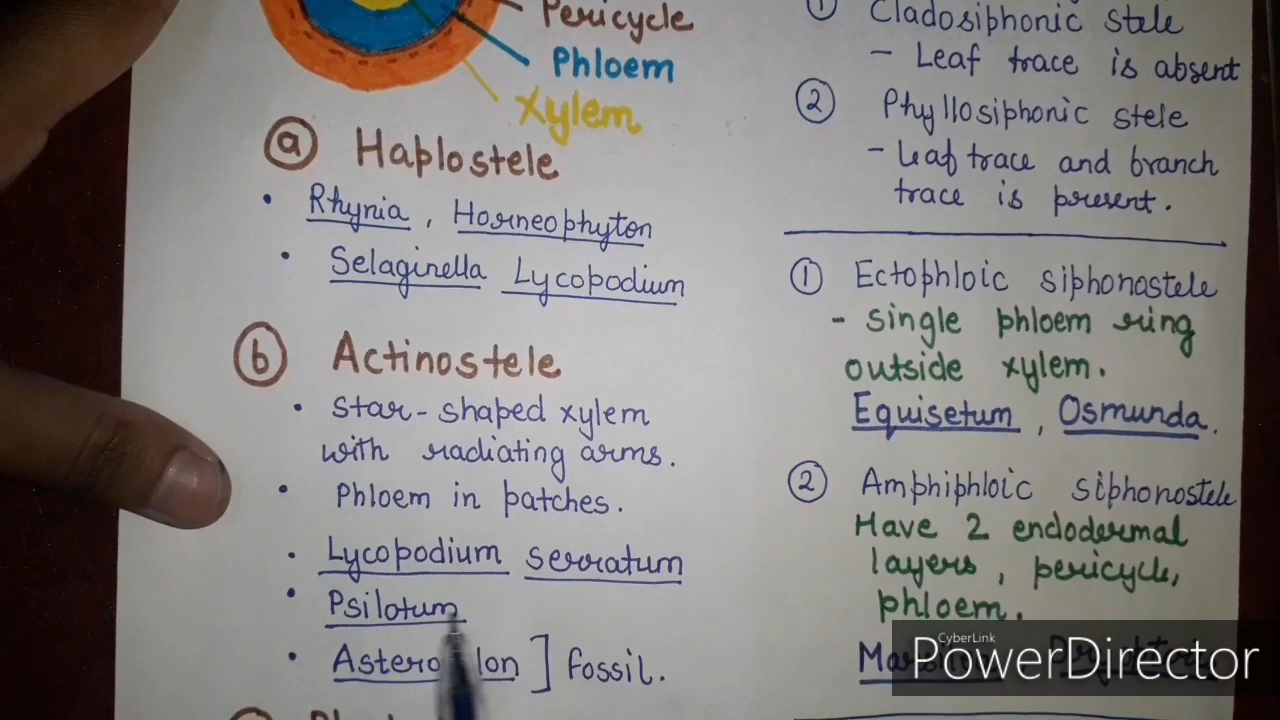 Pericycle
Phloem
Xylem
a Haplostele
• Rhynia, Horneophyton
• Selaginella Lycopodium
b Actinostele
• Star-shaped xylem
with radiating arms.
• Phloem in patches.
• Lycopodium serratum
• Psilotum
•
] fossil.
1 Cladosiphonic stele
- Leaf trace is absent
2 Phyllosiphonic stele
- Leaf trace and branch
trace is present.
1 Ectophloic siphonostele
- single phloem ring
outside xylem.
Equisetum, Osmunda.
2 Amphiphloic siphonostele
Have 2 endodermal
layers, pericycle,
phloem.
CyberLink
PowerDirector